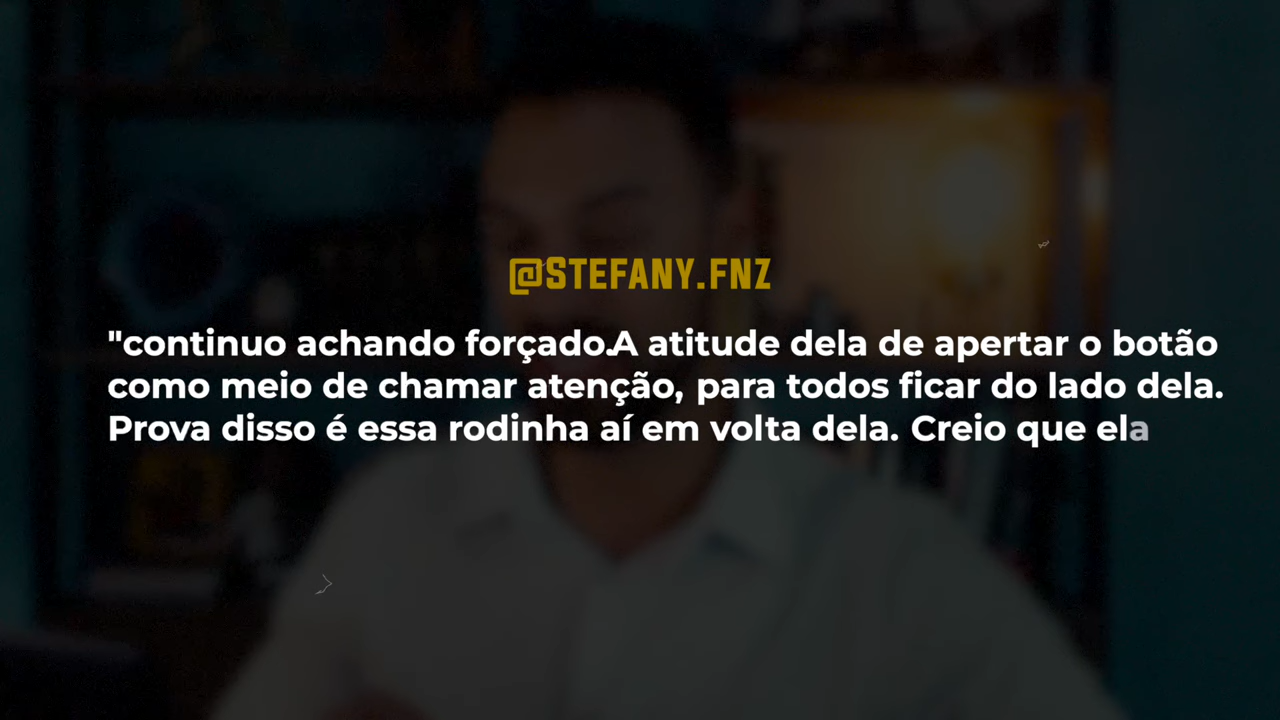 @STEFANY.FNZ
"continuo achando forçado.A atitude dela de apertar o botão
como meio de chamar atenção, para todos ficar do lado dela.
Prova disso é essa rodinha aí em volta dela. Creio que ela